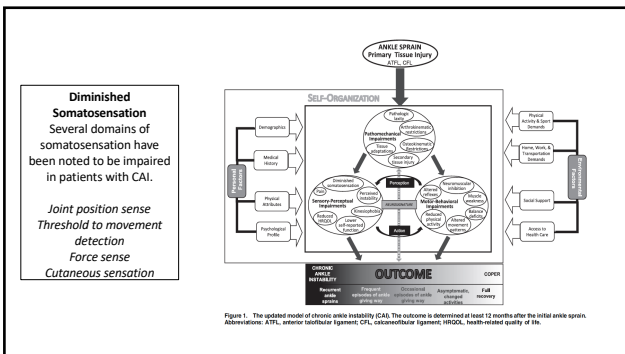 Diminished
Somatosensation
Several domains of
somatosensation have
been noted to be impaired
in patients with CAI.
Joint position sense
Threshold to movement
detection
Force sense
Cutaneous sensation
ANKLE SPRAIN
Primary Tissue Injury
ATFL, CFL
SELF-ORGANIZATION
Personal
Factors
Demographics
Medical
History
Physical
Attributes
Psychological
Profile
Pathologic
laxity
Arthrokinematic
restrictions
Pathomechanical
Impairments
Osteokinematic
Restrictions
Tissue
adaptations
Secondary
tissue injury
Diminished
somatosensation
Pain
Perceived
instability
Sensory-Perceptual
Impairments
Kinesiophobia
Reduced
HRQOL
Lower
self-reported
function
Perception
Action
Neuromuscular
inhibition
Altered
reflexes
Muscle
weakness
Motor-Behavioral
Impairments
Balance
deficits
Reduced
physical
activity
Altered
movement
patterns
Physical
Activity & Sport
Demands
Home, Work, &
Transportation
Demands
Social Support
Access to
Health Care
Environmental
Factors
CHRONIC
ANKLE
INSTABILITY
OUTCOME
COPER
Recurrent
ankle
sprains
Frequent
episodes of ankle
giving way
Occasional
episodes of ankle
giving way
Asymptomatic,
changed
activities
Full
recovery
Figure 1. The updated model of chronic ankle instability (CAI). The outcome is determined at least 12 months after the initial ankle sprain.
Abbreviations: ATFL, anterior talofibular ligament; CFL, calcaneofibular ligament; HRQOL, health-related quality of life.